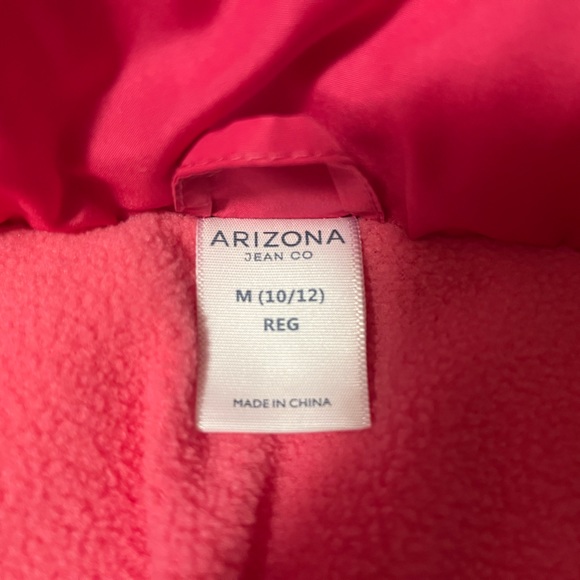 ARIZONA
JEAN CO
M (10/12)
REG
MADE IN CHINA